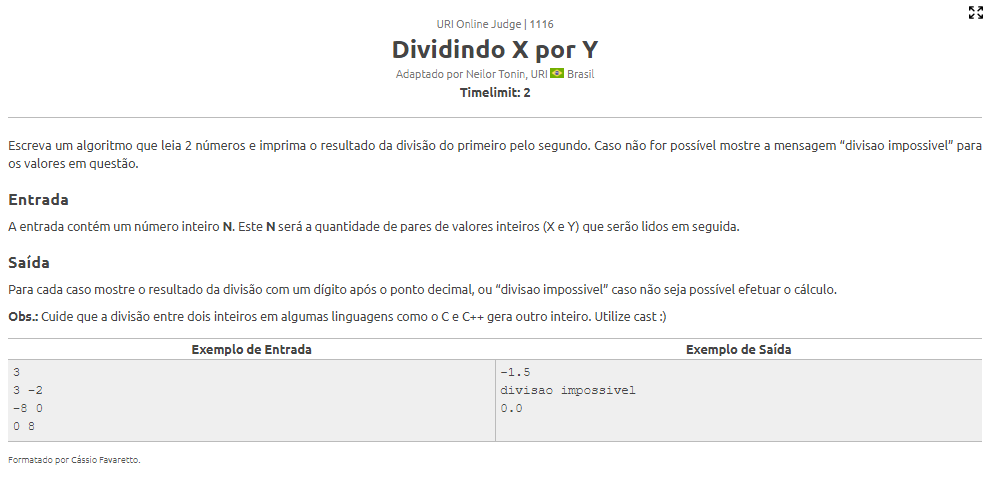 URI Online Judge | 1116
Dividindo X por Y
Adaptado por Neilor Tonin, URI Brasil
Timelimit: 2
Escreva um algoritmo que leia 2 números e imprima o resultado da divisão do primeiro pelo segundo. Caso não for possível mostre a mensagem “divisao impossivel” para
os valores em questão.
Entrada
A entrada contém um número inteiro N. Este N será a quantidade de pares de valores inteiros (X e Y) que serão lidos em seguida.
Saída
Para cada caso mostre o resultado da divisão com um dígito após o ponto decimal, ou “divisao impossivel” caso não seja possível efetuar o cálculo.
Obs.: Cuide que a divisão entre dois inteiros em algumas linguagens como o C e C++ gera outro inteiro. Utilize cast :)
Exemplo de Entrada
3
3 -2
-8 0
0 8
Exemplo de Saída
-1.5
divisao impossivel
0.0
Formatado por Cássio Favaretto.